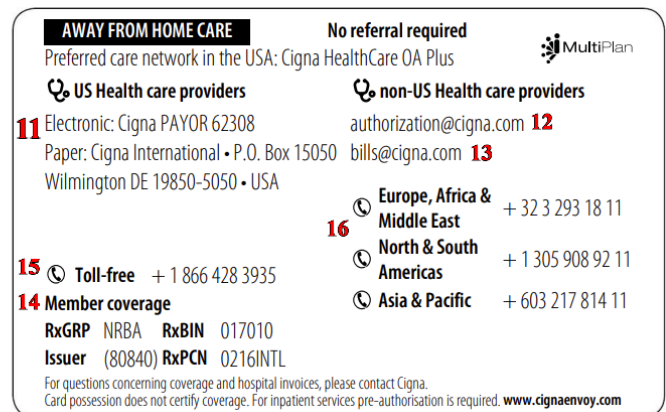 AWAY FROM HOME CARE No referral required
Preferred care network in the USA: Cigna HealthCare OA Plus
MultiPlan
US Health care providers
11 Electronic: Cigna PAYOR 62308
Paper: Cigna International • P.O. Box 15050
Wilmington DE 19850-5050 • USA
non-US Health care providers
authorization@cigna.com 12
bills@cigna.com 13
16
Europe, Africa & Middle East + 32 3 293 18 11
North & South Americas + 1 305 908 92 11
Asia & Pacific + 603 217 814 11
15 Toll-free + 1 866 428 3935
14 Member coverage
RxGRP NRBA RxBIN 017010
Issuer (80840) RxPCN 0216INTL
For questions concerning coverage and hospital invoices, please contact Cigna.
Card possession does not certify coverage. For inpatient services pre-authorisation is required. www.cignaenvoy.com